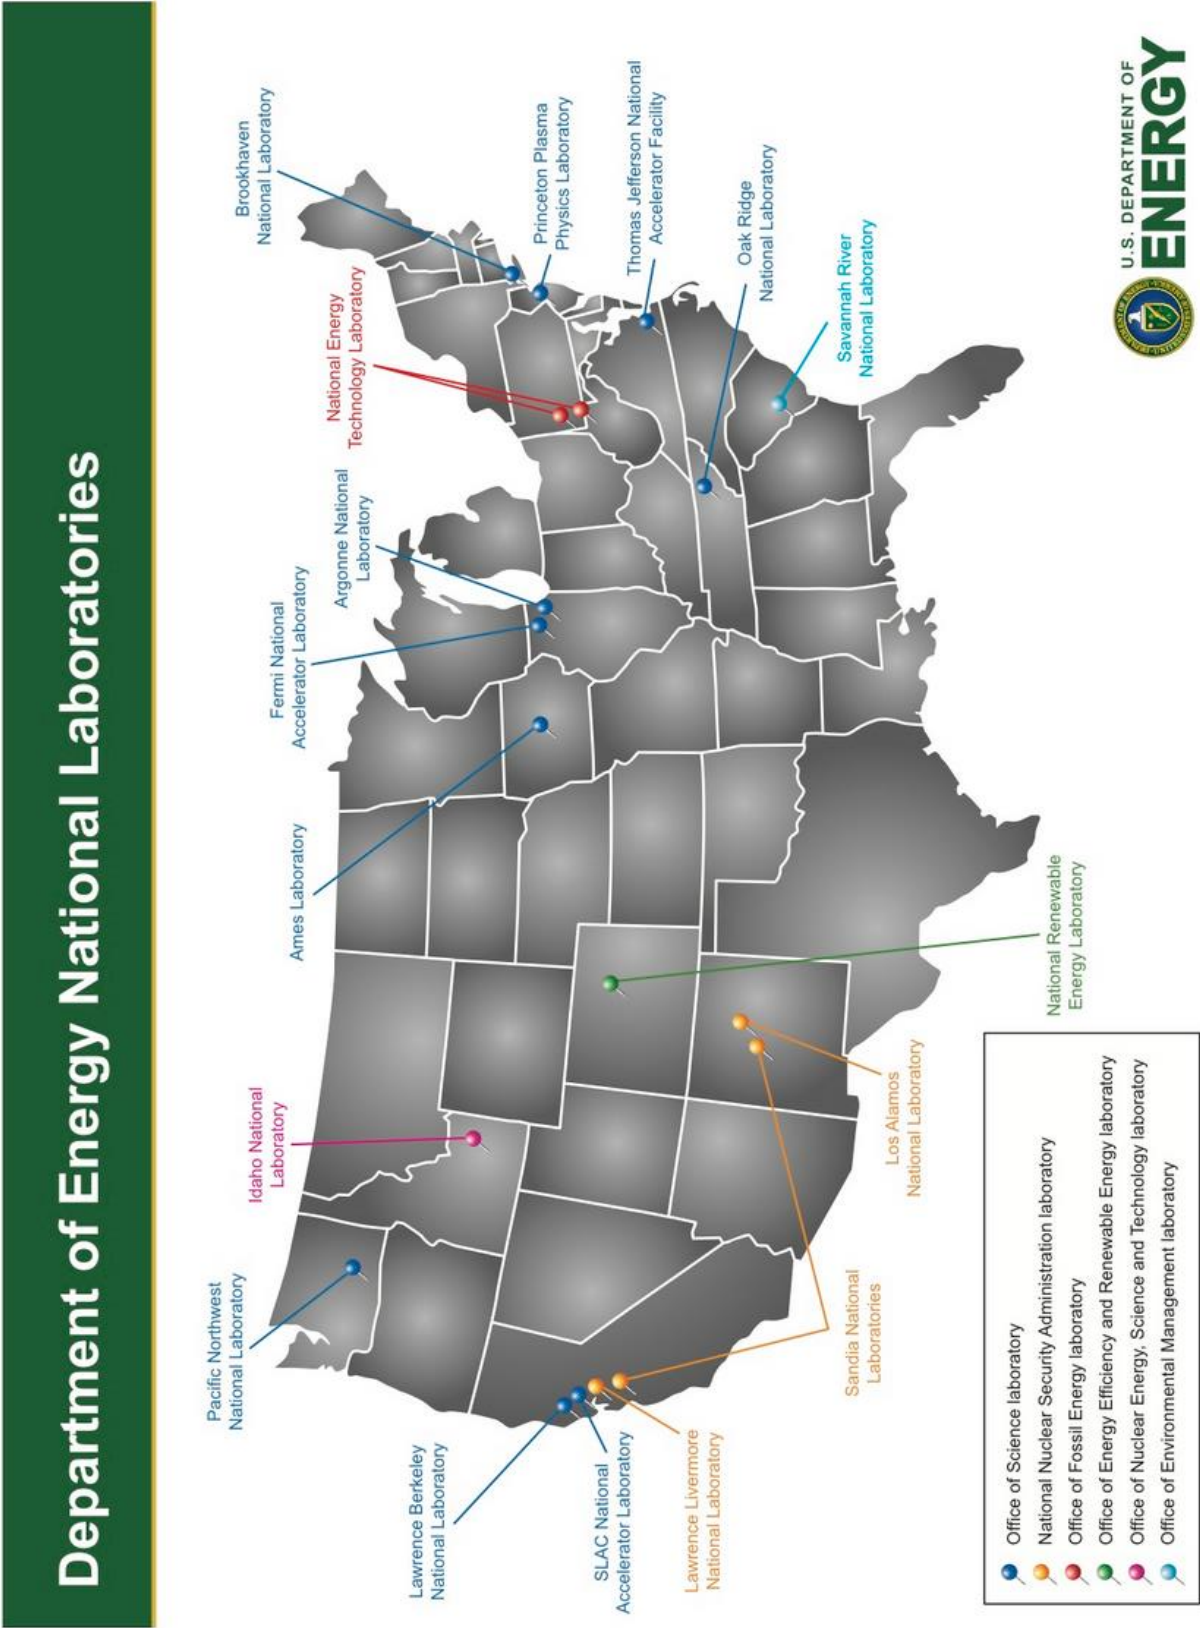 Department of Energy National Laboratories
Pacific Northwest
National Laboratory
Idaho National
Laboratory
Ames Laboratory
Fermi National
Accelerator Laboratory
Argonne National
Laboratory
National Energy
Technology Laboratory
Brookhaven
National Laboratory
Princeton Plasma
Physics Laboratory
Thomas Jefferson National
Accelerator Facility
Oak Ridge
National Laboratory
Savannah River
National Laboratory
Lawrence Berkeley
National Laboratory
SLAC National
Accelerator Laboratory
Lawrence Livermore
National Laboratory
Sandia National
Laboratories
Los Alamos
National Laboratory
National Renewable
Energy Laboratory
Office of Science laboratory
National Nuclear Security Administration laboratory
Office of Fossil Energy laboratory
Office of Energy Efficiency and Renewable Energy laboratory
Office of Nuclear Energy, Science and Technology laboratory
Office of Environmental Management laboratory
U.S. DEPARTMENT OF
ENERGY